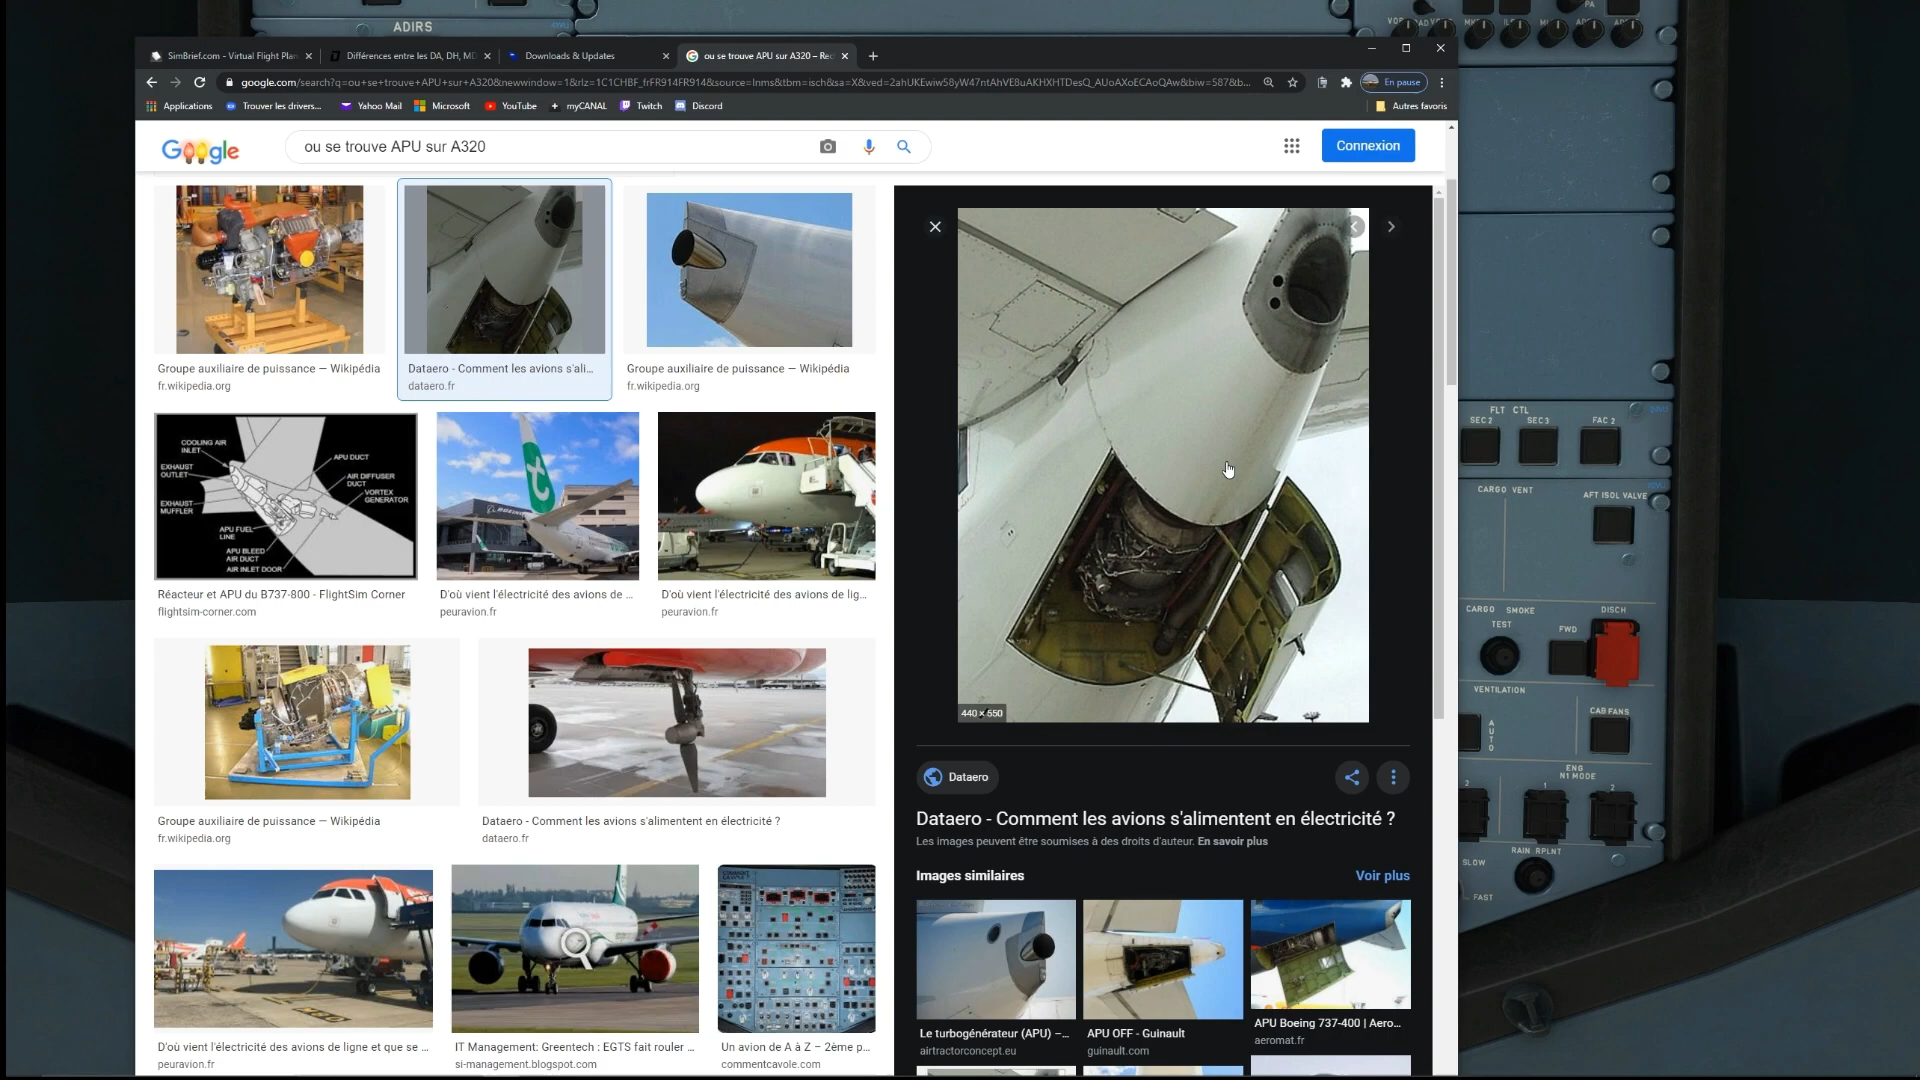 ADIRS
PA
SimBrief.com - Virtual Flight Plan
Différences entre les DA, DH, MD
Downloads & Updates
ou se trouve APU sur A320 – Rec
google.com/search?q=ou+se+trouve+APU+sur+A320&newwindow=1&rlz=1C1CHBF_frFR914FR914&source=lnms&tbm=isch&sa=X&ved=2ahUKEwiw58yW47ntAhVE8uAKHXHTDesQ_AUoAXoECAoQAw&biw=587&b...
En pause
Applications
Trouver les drivers...
Yahoo Mail
Microsoft
YouTube
myCANAL
Twitch
Discord
Autres favoris
Google
ou se trouve APU sur A320
Connexion
Groupe auxiliaire de puissance — Wikipédia
fr.wikipedia.org
Dataero - Comment les avions s'ali...
dataero.fr
Groupe auxiliaire de puissance — Wikipédia
fr.wikipedia.org
COOLING AIR
INLET
EXHAUST
OUTLET
APU DUCT
AIR DIFFUSER
DUCT
VORTEX
GENERATOR
EXHAUST
MUFFLER
APU FUEL
LINE
APU BLEED
AIR DUCT
AIR INLET DOOR
Réacteur et APU du B737-800 - FlightSim Corner
flightsim-corner.com
D'où vient l'électricité des avions de ...
peuravion.fr
D'où vient l'électricité des avions de lig...
peuravion.fr
Groupe auxiliaire de puissance — Wikipédia
fr.wikipedia.org
Dataero - Comment les avions s'alimentent en électricité ?
dataero.fr
D'où vient l'électricité des avions de ligne et que se ...
peuravion.fr
IT Management: Greentech : EGTS fait rouler ...
si-management.blogspot.com
Un avion de A à Z – 2ème p...
commentcavole.com
440 × 550
Dataero
Dataero - Comment les avions s'alimentent en électricité ?
Les images peuvent être soumises à des droits d'auteur. En savoir plus
Images similaires
Voir plus
Le turbogénérateur (APU) –...
airtractorconcept.eu
APU OFF - Guinault
guinault.com
APU Boeing 737-400 | Aero...
aeromat.fr
FLT CTL
SEC 2
SEC 3
FAC 2
CARGO VENT
AFT ISOL VALVE
CARGO SMOKE
DISCH
TEST
FWD
VENTILATION
CAB FANS
AUTO
ENG
N1 MODE
2
1
2
RAIN RPLNT
SLOW
FAST